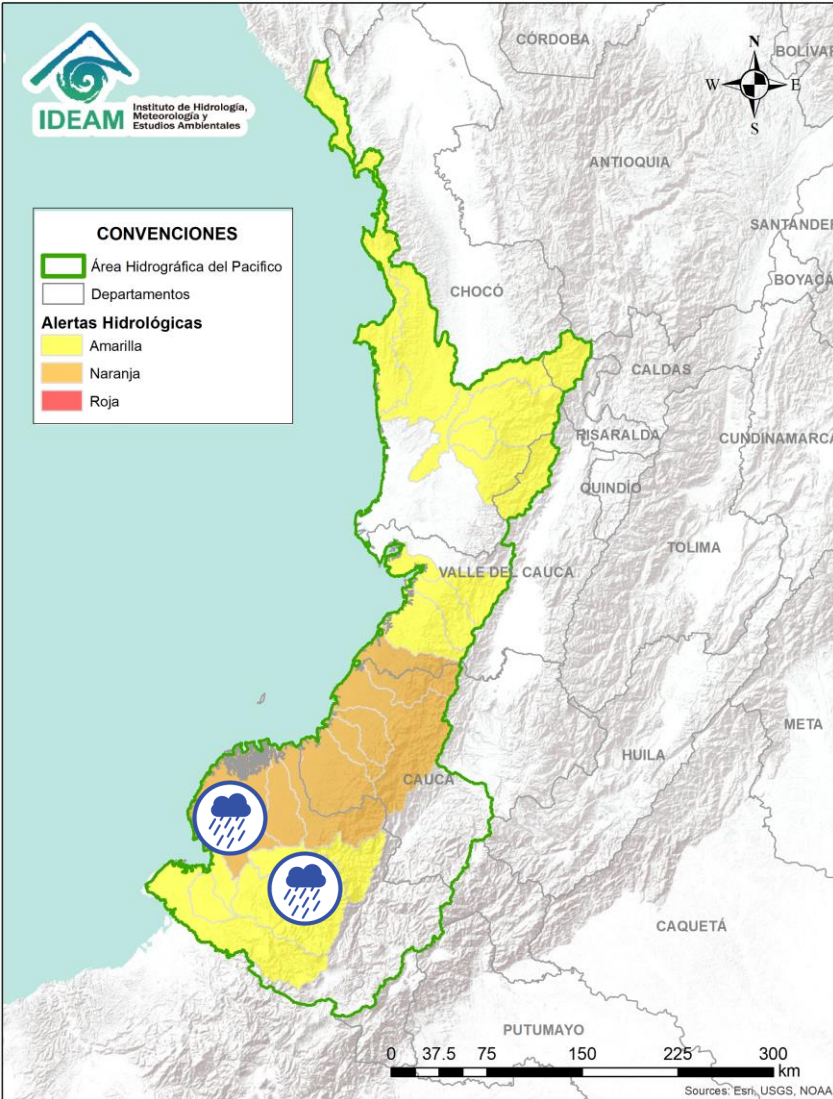 IDEAM
Instituto de Hidrología,
Meteorología y
Estudios Ambientales
N
W
E
S
CÓRDOBA
BOLÍVAR
ANTIOQUIA
SANTANDER
BOYACÁ
CONVENCIONES
Área Hidrográfica del Pacifico
Departamentos
Alertas Hidrológicas
Amarilla
Naranja
Roja
CHOCÓ
CALDAS
RISARALDA
CUNDINAMARCA
QUINDÍO
TOLIMA
VALLE DEL CAUCA
META
HUILA
CAUCA
CAQUETÁ
PUTUMAYO
0 37.5 75 150 225 300
km
Sources: Esri, USGS, NOAA